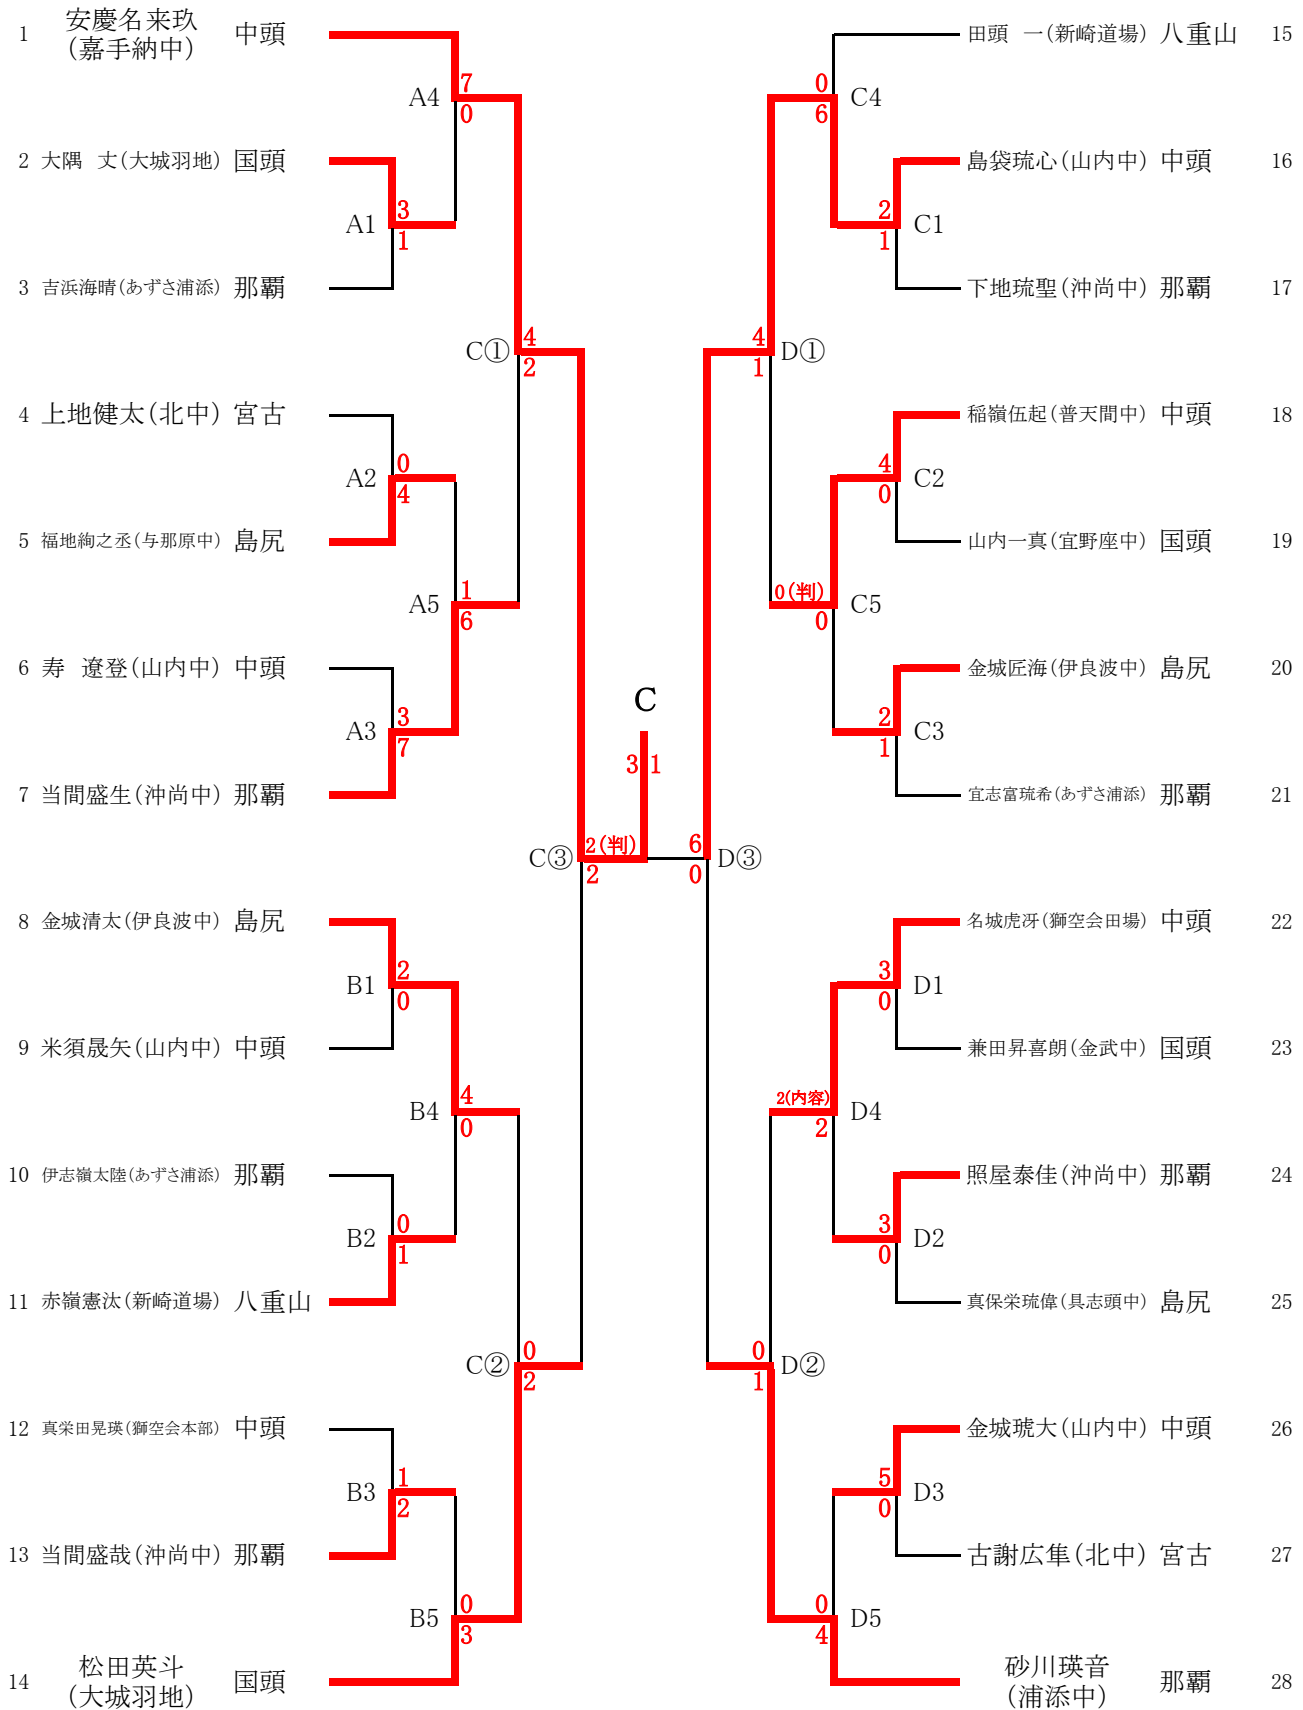 1 安慶名来玖 (嘉手納中) 中頭
2 大隅 丈(大城羽地) 国頭
3 吉浜海晴(あずさ浦添) 那覇
4 上地健太(北中) 宮古
5 福地絢之丞(与那原中) 島尻
6 寿 遼登(山内中) 中頭
7 当間盛生(沖尚中) 那覇
8 金城清太(伊良波中) 島尻
9 米須晟矢(山内中) 中頭
10 伊志嶺太陸(あずさ浦添) 那覇
11 赤嶺憲汰(新崎道場) 八重山
12 真栄田晃瑛(獅空会本部) 中頭
13 当間盛哉(沖尚中) 那覇
14 松田英斗 (大城羽地) 国頭
A4 7 0
A1 3 1
C① 4 2
A2 0 4
A5 1 6
A3 3 7
C③ 2(判) 2
B1 2 0
B4 4 0
B2 0 1
C② 0 2
B3 1 2
B5 0 3
C
3 1
0 6 C4
2 1 C1
4 1 D①
4 0 C2
0(判) 0 C5
2 1 C3
6 0 D③
3 0 D1
2(内容) 2 D4
3 0 D2
0 1 D②
5 0 D3
0 4 D5
田頭 一(新崎道場) 八重山 15
島袋琉心(山内中) 中頭 16
下地琉聖(沖尚中) 那覇 17
稲嶺伍起(普天間中) 中頭 18
山内一真(宜野座中) 国頭 19
金城匠海(伊良波中) 島尻 20
宜志富琉希(あずさ浦添) 那覇 21
名城虎冴(獅空会田場) 中頭 22
兼田昇喜朗(金武中) 国頭 23
照屋泰佳(沖尚中) 那覇 24
真保栄琉偉(具志頭中) 島尻 25
金城琥大(山内中) 中頭 26
古謝広隼(北中) 宮古 27
砂川瑛音 (浦添中) 那覇 28